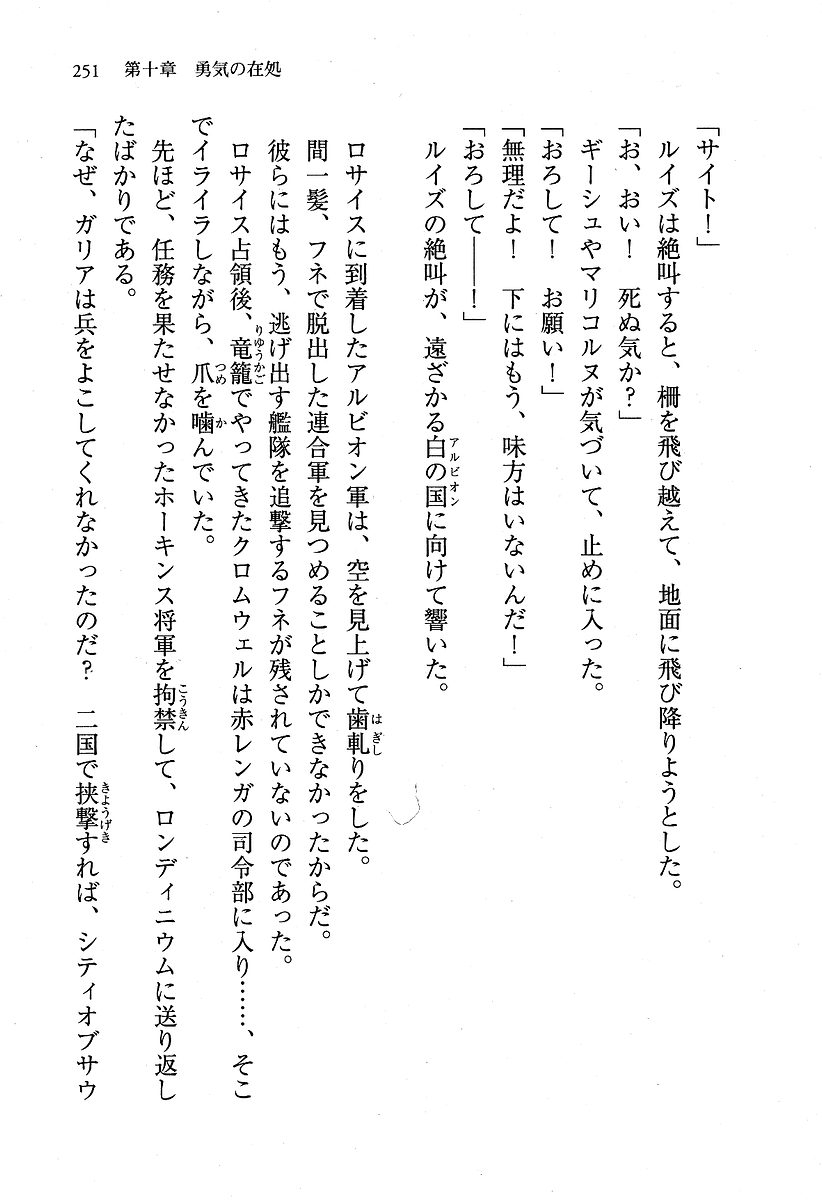 251　第十章　勇気の在処
「サイト！」
　ルイズは絶叫すると、柵を飛び越えて、地面に飛び降りようとした。
「お、おい！　死ぬ気か？」
　ギーシュやマリコルヌが気づいて、止めに入った。
「おろして！　お願い！」
「無理だよ！　下にはもう、味方はいないんだ！」
「おろして――！」
　ルイズの絶叫が、遠ざかる白の国に向けて響いた。
アルビオン
　ロサイスに到着したアルビオン軍は、空を見上げて歯軋りをした。
はぎし
　間一髪、フネで脱出した連合軍を見つめることしかできなかったからだ。
　彼らにはもう、逃げ出す艦隊を追撃するフネが残されていないのであった。
　ロサイス占領後、竜籠でやってきたクロムウェルは赤レンガの司令部に入り……、そこ
りゆうかご
でイライラしながら、爪を噛んでいた。
つめ
か
　先ほど、任務を果たせなかったホーキンス将軍を拘禁して、ロンディニウムに送り返し
こうきん
たばかりである。
「なぜ、ガリアは兵をよこしてくれなかったのだ？　二国で挟撃すれば、シティオブサウ
きようげき